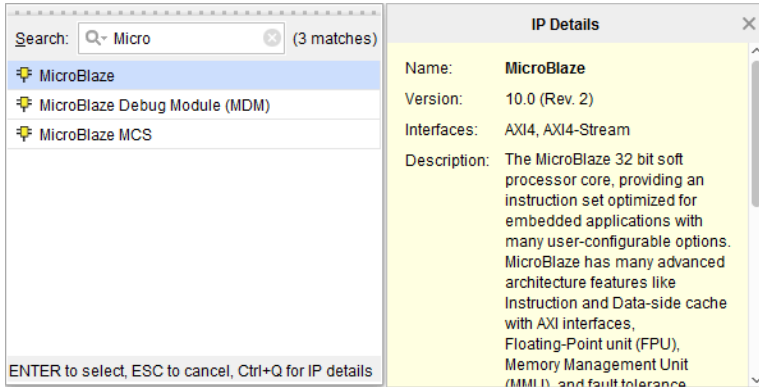 Search: Micro (3 matches)
MicroBlaze
MicroBlaze Debug Module (MDM)
MicroBlaze MCS
ENTER to select, ESC to cancel, Ctrl+Q for IP details
IP Details
Name: MicroBlaze
Version: 10.0 (Rev. 2)
Interfaces: AXI4, AXI4-Stream
Description: The MicroBlaze 32 bit soft
processor core, providing an
instruction set optimized for
embedded applications with
many user-configurable options.
MicroBlaze has many advanced
architecture features like
Instruction and Data-side cache
with AXI interfaces,
Floating-Point unit (FPU),
Memory Management Unit
(MMU), and fault tolerance